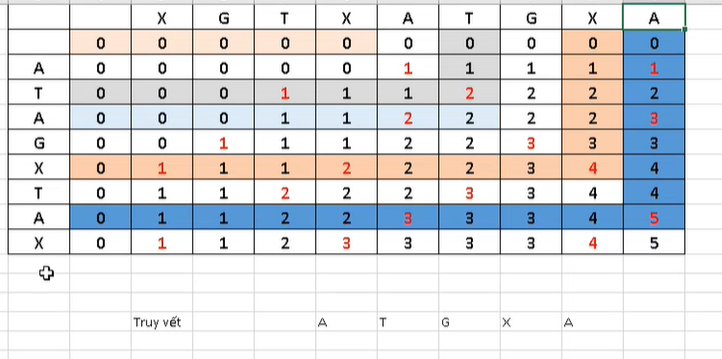 X G T X A T G X A
0 0 0 0 0 0 0 0 0 0
A 0 0 0 0 0 1 1 1 1 1
T 0 0 0 1 1 1 2 2 2 2
A 0 0 0 1 1 2 2 2 2 3
G 0 0 1 1 1 2 2 3 3 3
X 0 1 1 1 2 2 2 3 4 4
T 0 1 1 2 2 2 3 3 4 4
A 0 1 1 2 2 3 3 3 4 5
X 0 1 1 2 3 3 3 3 4 5
Truy vết A T G X A